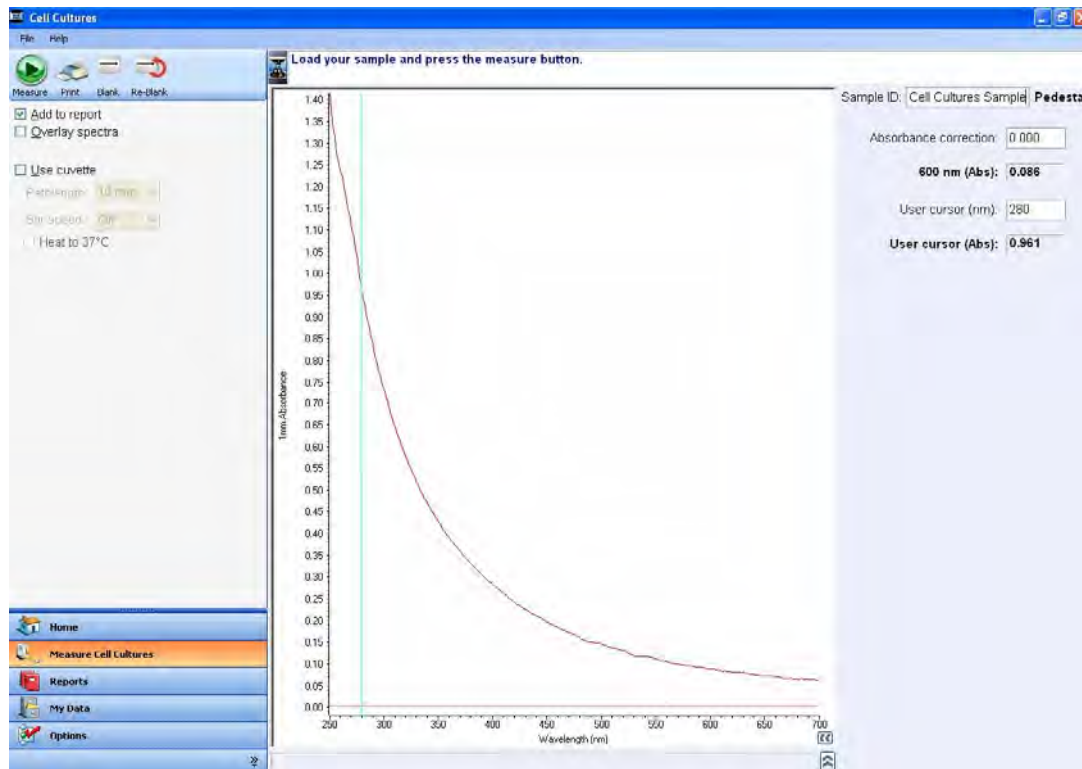 Cell Cultures
File Help
Measure Print Blank Re-Blank
Load your sample and press the measure button.
Add to report
Overlay spectra
Use cuvette
Heat to 37°C
Sample ID: Cell Cultures Sample Pedesta
Absorbance correction: 0.000
600 nm (Abs): 0.086
User cursor (nm): 280
User cursor (Abs): 0.961
1.40
1.35
1.30
1.25
1.20
1.15
1.10
1.05
1.00
0.95
0.90
0.85
0.80
0.75
0.70
0.65
0.60
0.55
0.50
0.45
0.40
0.35
0.30
0.25
0.20
0.15
0.10
0.05
0.00
1mm Absorbance
250 300 350 400 450 500 550 600 650 700
Wavelength (nm)
Home
Measure Cell Cultures
Reports
My Data
Options